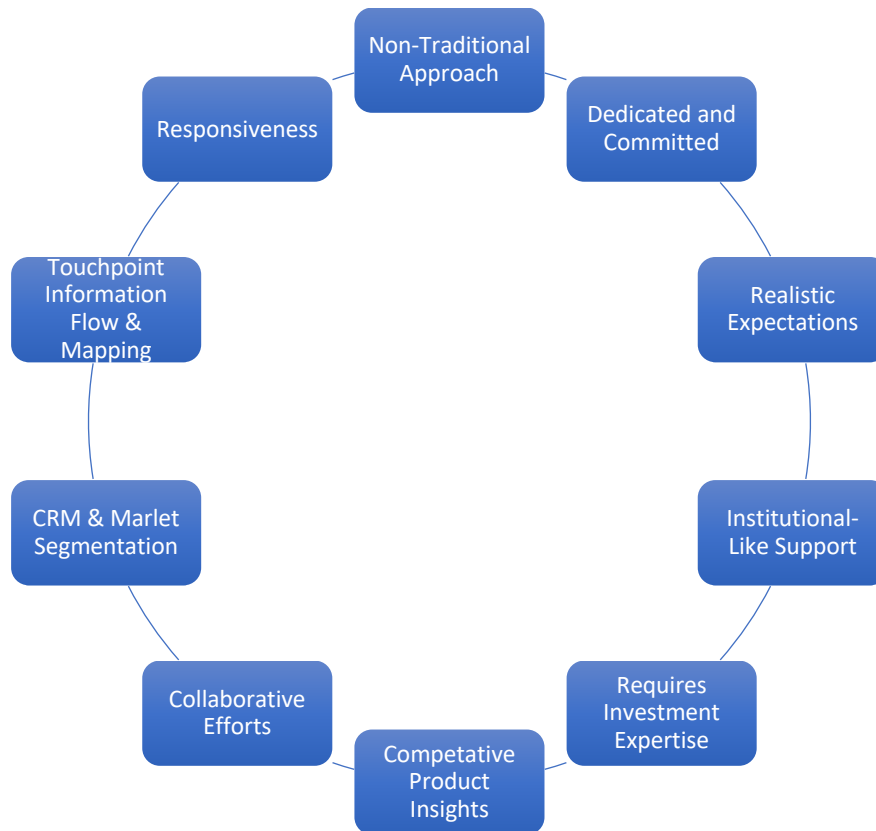 Non-Traditional
Approach
Dedicated and
Committed
Realistic
Expectations
Institutional-
Like Support
Requires
Investment
Expertise
Competative
Product
Insights
Collaborative
Efforts
CRM & Marlet
Segmentation
Touchpoint
Information
Flow &
Mapping
Responsiveness